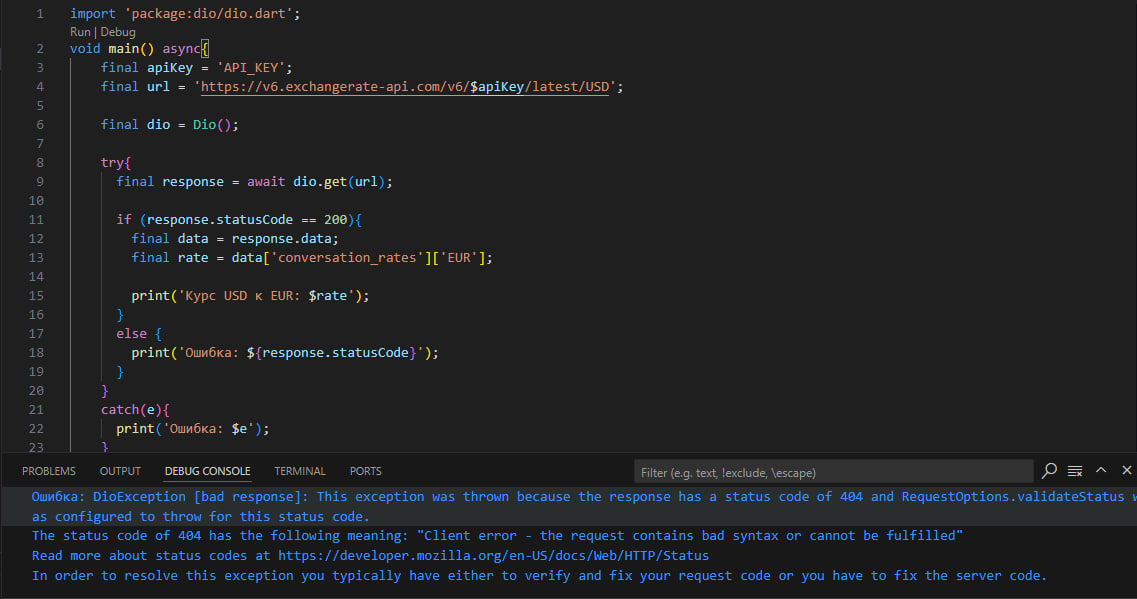 1 import 'package:dio/dio.dart';
Run | Debug
2 void main() async{
3 final apiKey = 'API_KEY';
4 final url = 'https://v6.exchangerate-api.com/v6/$apiKey/latest/USD';
5
6 final dio = Dio();
7
8 try{
9 final response = await dio.get(url);
10
11 if (response.statusCode == 200){
12 final data = response.data;
13 final rate = data['conversation_rates']['EUR'];
14
15 print('Курс USD к EUR: $rate');
16 }
17 else {
18 print('Ошибка: ${response.statusCode}');
19 }
20 }
21 catch(e){
22 print('Ошибка: $e');
23 }
PROBLEMS OUTPUT DEBUG CONSOLE TERMINAL PORTS Filter (e.g. text, !exclude, \escape)
Ошибка: DioException [bad response]: This exception was thrown because the response has a status code of 404 and RequestOptions.validateStatus w
as configured to throw for this status code.
The status code of 404 has the following meaning: "Client error - the request contains bad syntax or cannot be fulfilled"
Read more about status codes at https://developer.mozilla.org/en-US/docs/Web/HTTP/Status
In order to resolve this exception you typically have either to verify and fix your request code or you have to fix the server code.